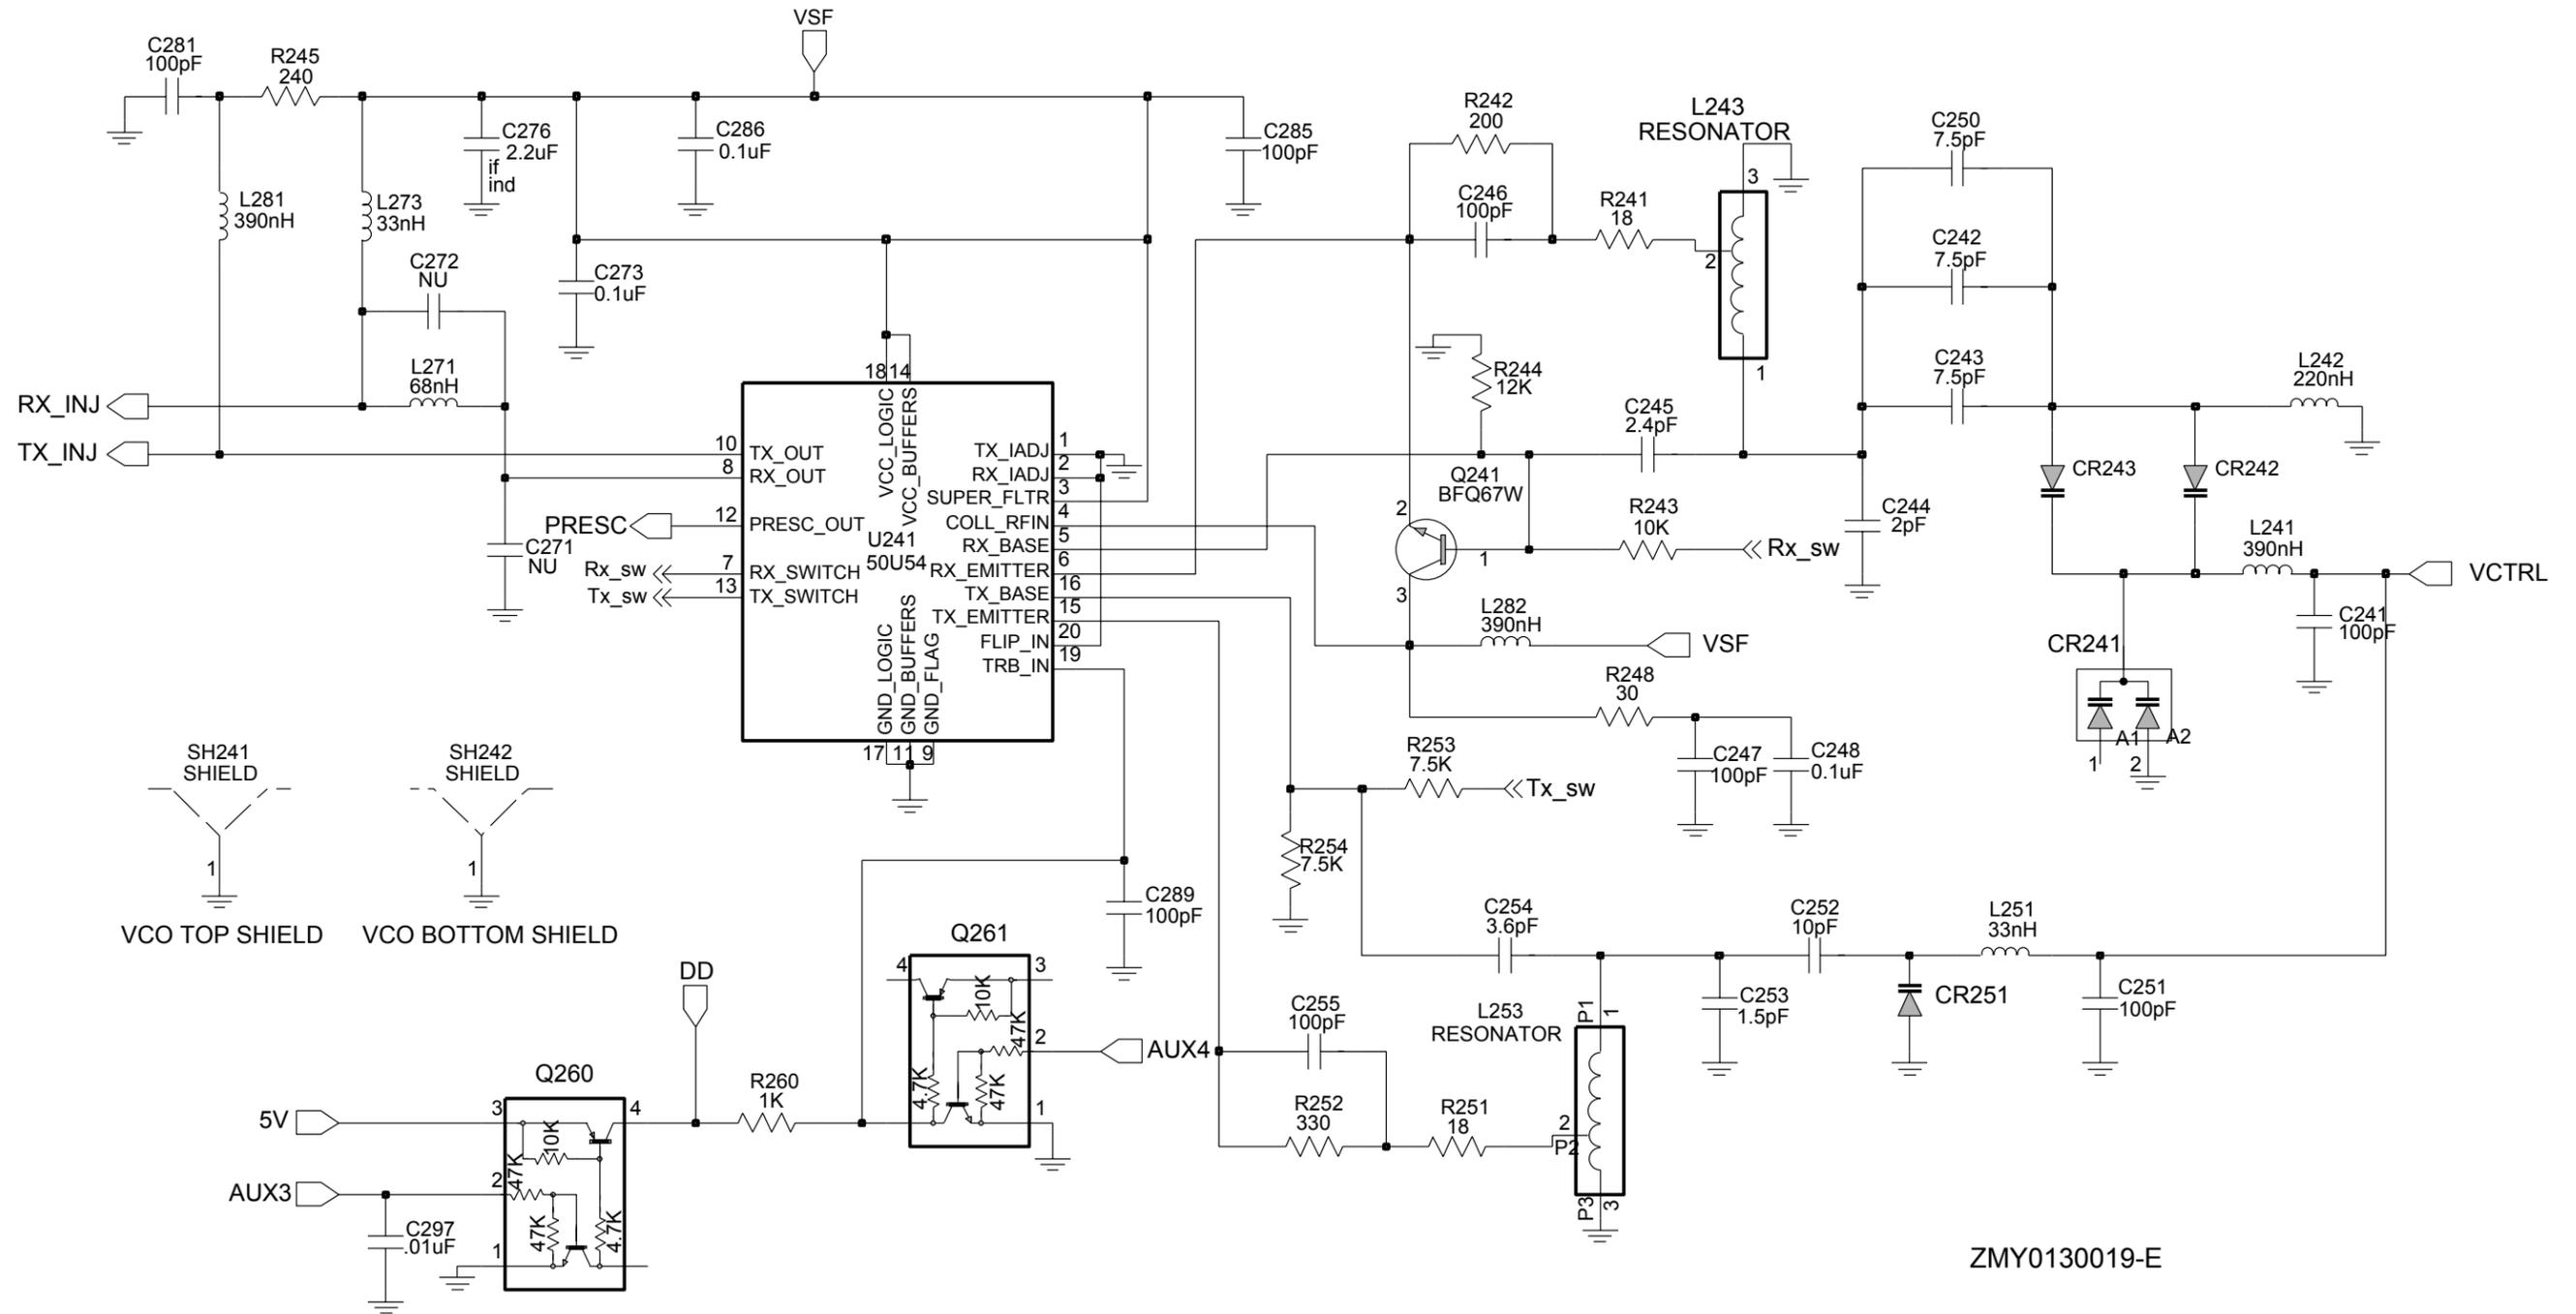 VSF
C281
100pF
R245
240
C276
2.2uF
if
ind
C286
0.1uF
C285
100pF
L281
390nH
L273
33nH
C272
NU
C273
0.1uF
L271
68nH
RX_INJ
TX_INJ
PRESC
Rx_sw
Tx_sw
C271
NU
18
14
VCC_LOGIC
VCC_BUFFERS
10
TX_OUT
8
RX_OUT
12
PRESC_OUT
U241
50U54
7
RX_SWITCH
13
TX_SWITCH
TX_IADJ
1
RX_IADJ
2
SUPER_FLTR
3
COLL_RFIN
4
RX_BASE
5
RX_EMITTER
6
TX_BASE
16
TX_EMITTER
15
FLIP_IN
20
TRB_IN
19
GND_LOGIC
GND_BUFFERS
GND_FLAG
17
11
9
R242
200
C246
100pF
R241
18
L243
RESONATOR
3
2
1
R244
12K
C245
2.4pF
Q241
BFQ67W
2
1
3
R243
10K
Rx_sw
L282
390nH
VSF
R248
30
C247
100pF
C248
0.1uF
C250
7.5pF
C242
7.5pF
C243
7.5pF
C244
2pF
L242
220nH
CR243
CR242
L241
390nH
VCTRL
C241
100pF
CR241
A1
A2
1
2
R253
7.5K
Tx_sw
R254
7.5K
C254
3.6pF
C252
10pF
L251
33nH
C253
1.5pF
CR251
C251
100pF
C255
100pF
R252
330
R251
18
L253
RESONATOR
P1
1
2
P2
P3
3
SH241
SHIELD
1
VCO TOP SHIELD
SH242
SHIELD
1
VCO BOTTOM SHIELD
C289
100pF
Q261
4
3
10K
47K
2
4.7K
47K
1
AUX4
DD
R260
1K
Q260
5V
3
4
10K
47K
AUX3
2
47K
4.7K
1
C297
.01uF
ZMY0130019-E